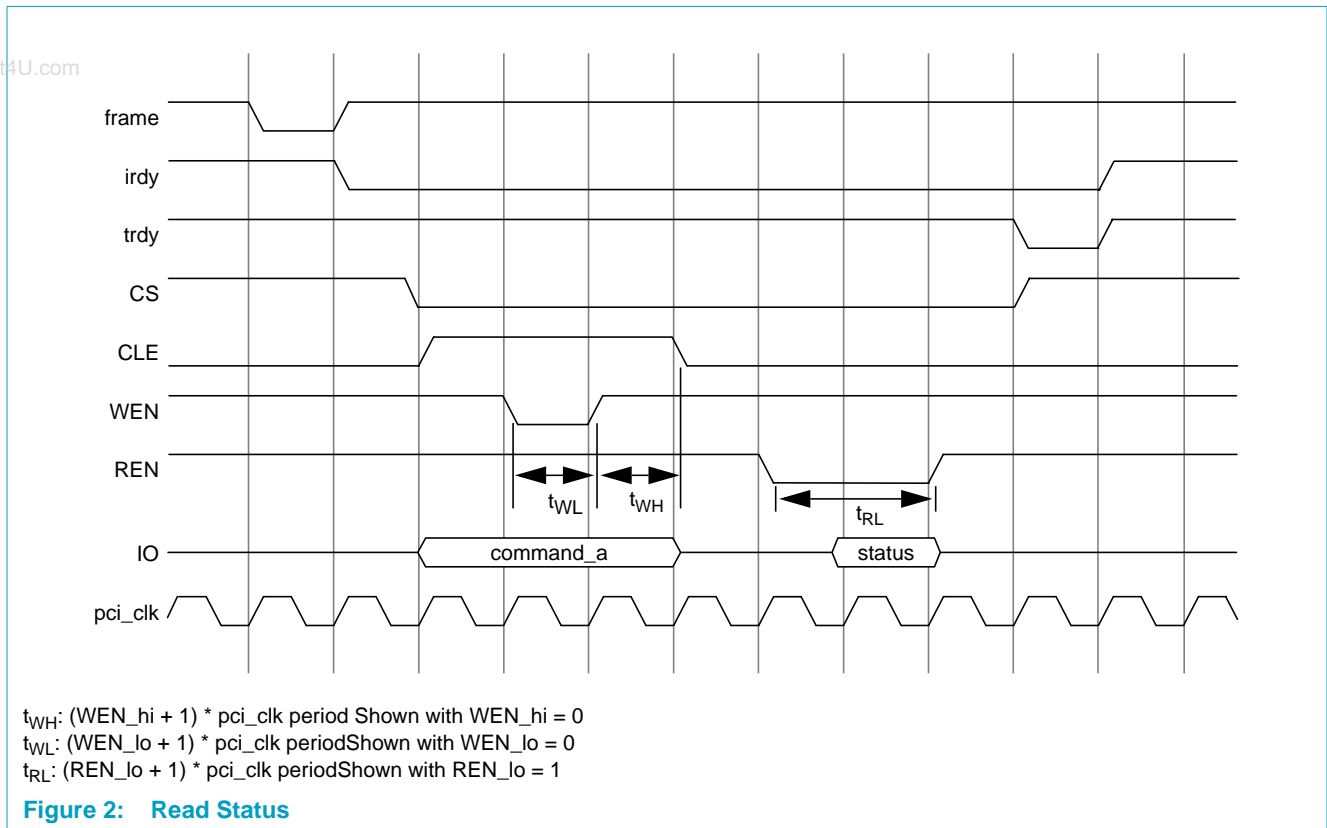 t4U.com
frame
irdy
trdy
CS
CLE
WEN
REN
tWL
tWH
tRL
IO
command_a
status
pci_clk
tWH: (WEN_hi + 1) * pci_clk period Shown with WEN_hi = 0
tWL: (WEN_lo + 1) * pci_clk periodShown with WEN_lo = 0
tRL: (REN_lo + 1) * pci_clk periodShown with REN_lo = 1
Figure 2: Read Status